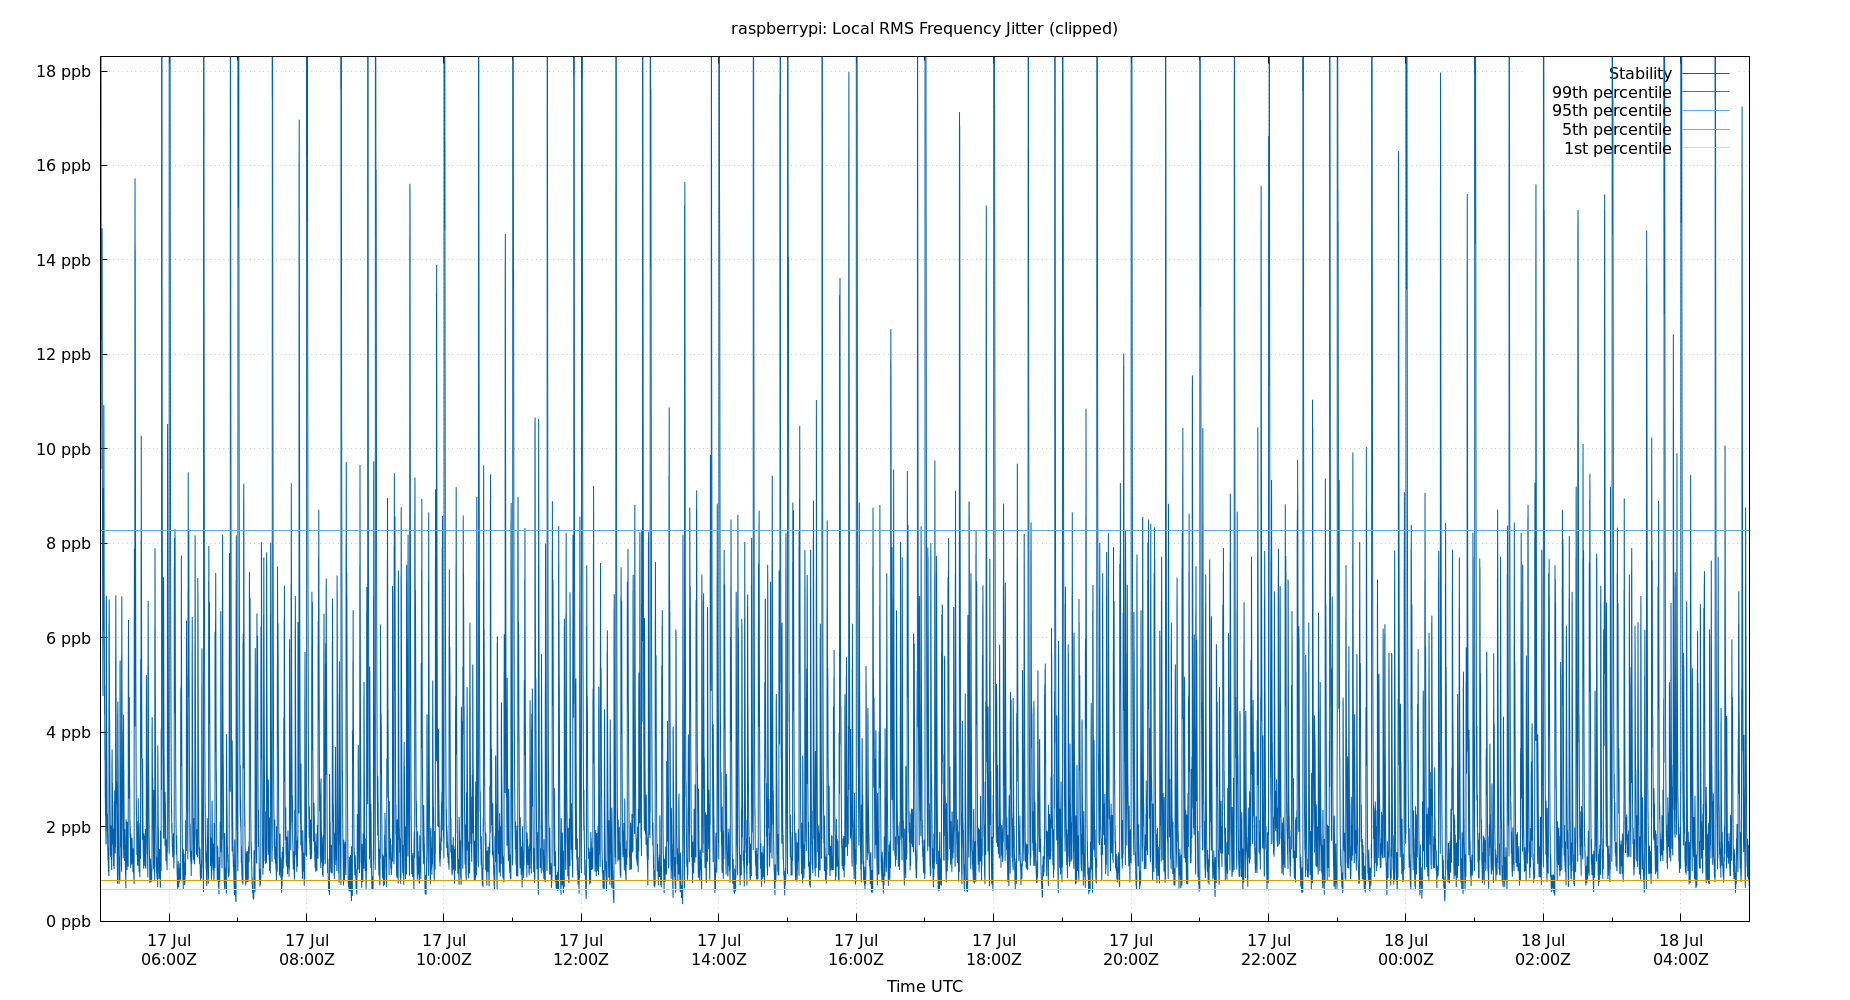 raspberrypi: Local RMS Frequency Jitter (clipped)
18 ppb
16 ppb
14 ppb
12 ppb
10 ppb
8 ppb
6 ppb
4 ppb
2 ppb
0 ppb
Stability
99th percentile
95th percentile
5th percentile
1st percentile
17 Jul 17 Jul 17 Jul 17 Jul 17 Jul 17 Jul 17 Jul 17 Jul 17 Jul 18 Jul 18 Jul 18 Jul
06:00Z 08:00Z 10:00Z 12:00Z 14:00Z 16:00Z 18:00Z 20:00Z 22:00Z 00:00Z 02:00Z 04:00Z
Time UTC